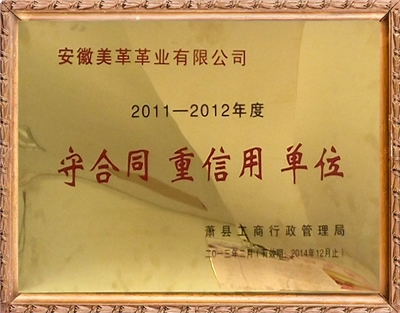 安徽美革革业有限公司
2011—2012年度
守合同 重信用 单位
萧县工商行政管理局
二〇一三年二月(有效期:2014年12月止)